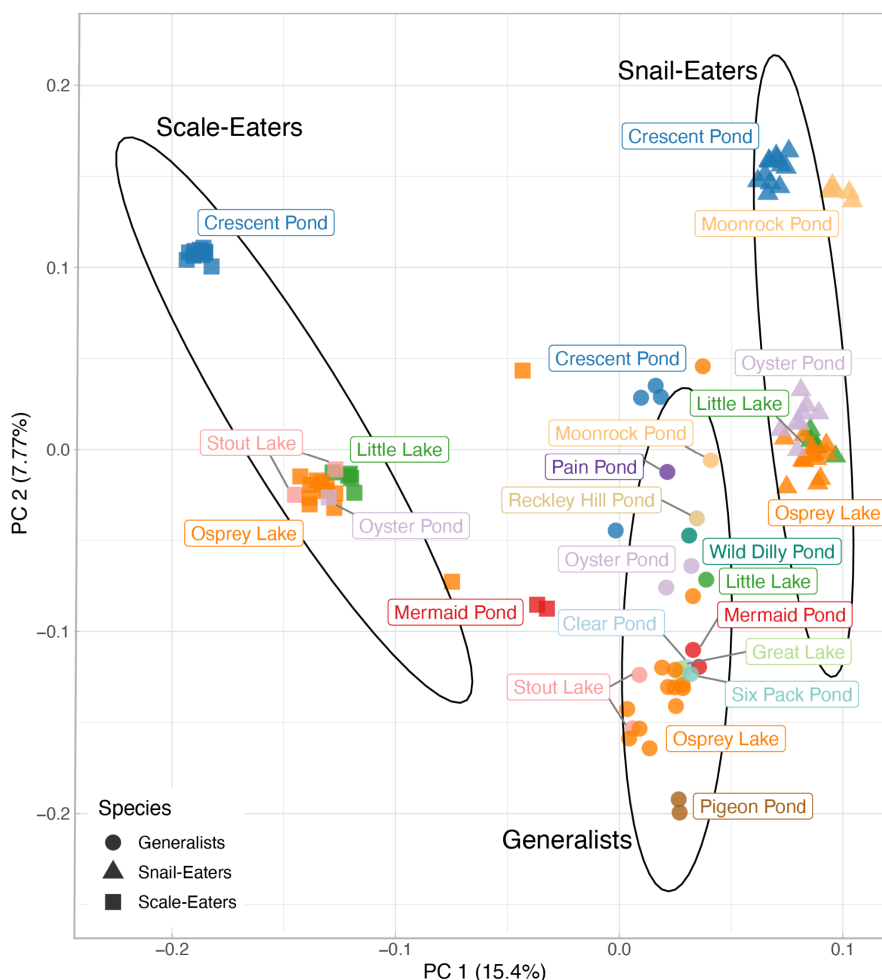 Snail-Eaters
0.2
Crescent Pond
Scale-Eaters
Crescent Pond
Moonrock Pond
0.1
Crescent Pond
Oyster Pond
Little Lake
Moonrock Pond
Stout Lake
Little Lake
0.0
Pain Pond
Reckley Hill Pond
Osprey Lake
Oyster Pond
Osprey Lake
Oyster Pond
Wild Dilly Pond
Little Lake
Mermaid Pond
Clear Pond
Mermaid Pond
−0.1
Great Lake
Stout Lake
Six Pack Pond
Osprey Lake
Pigeon Pond
−0.2
Generalists
Species
Generalists
Snail-Eaters
Scale-Eaters
PC 2 (7.77%)
−0.2
−0.1
0.0
0.1
PC 1 (15.4%)